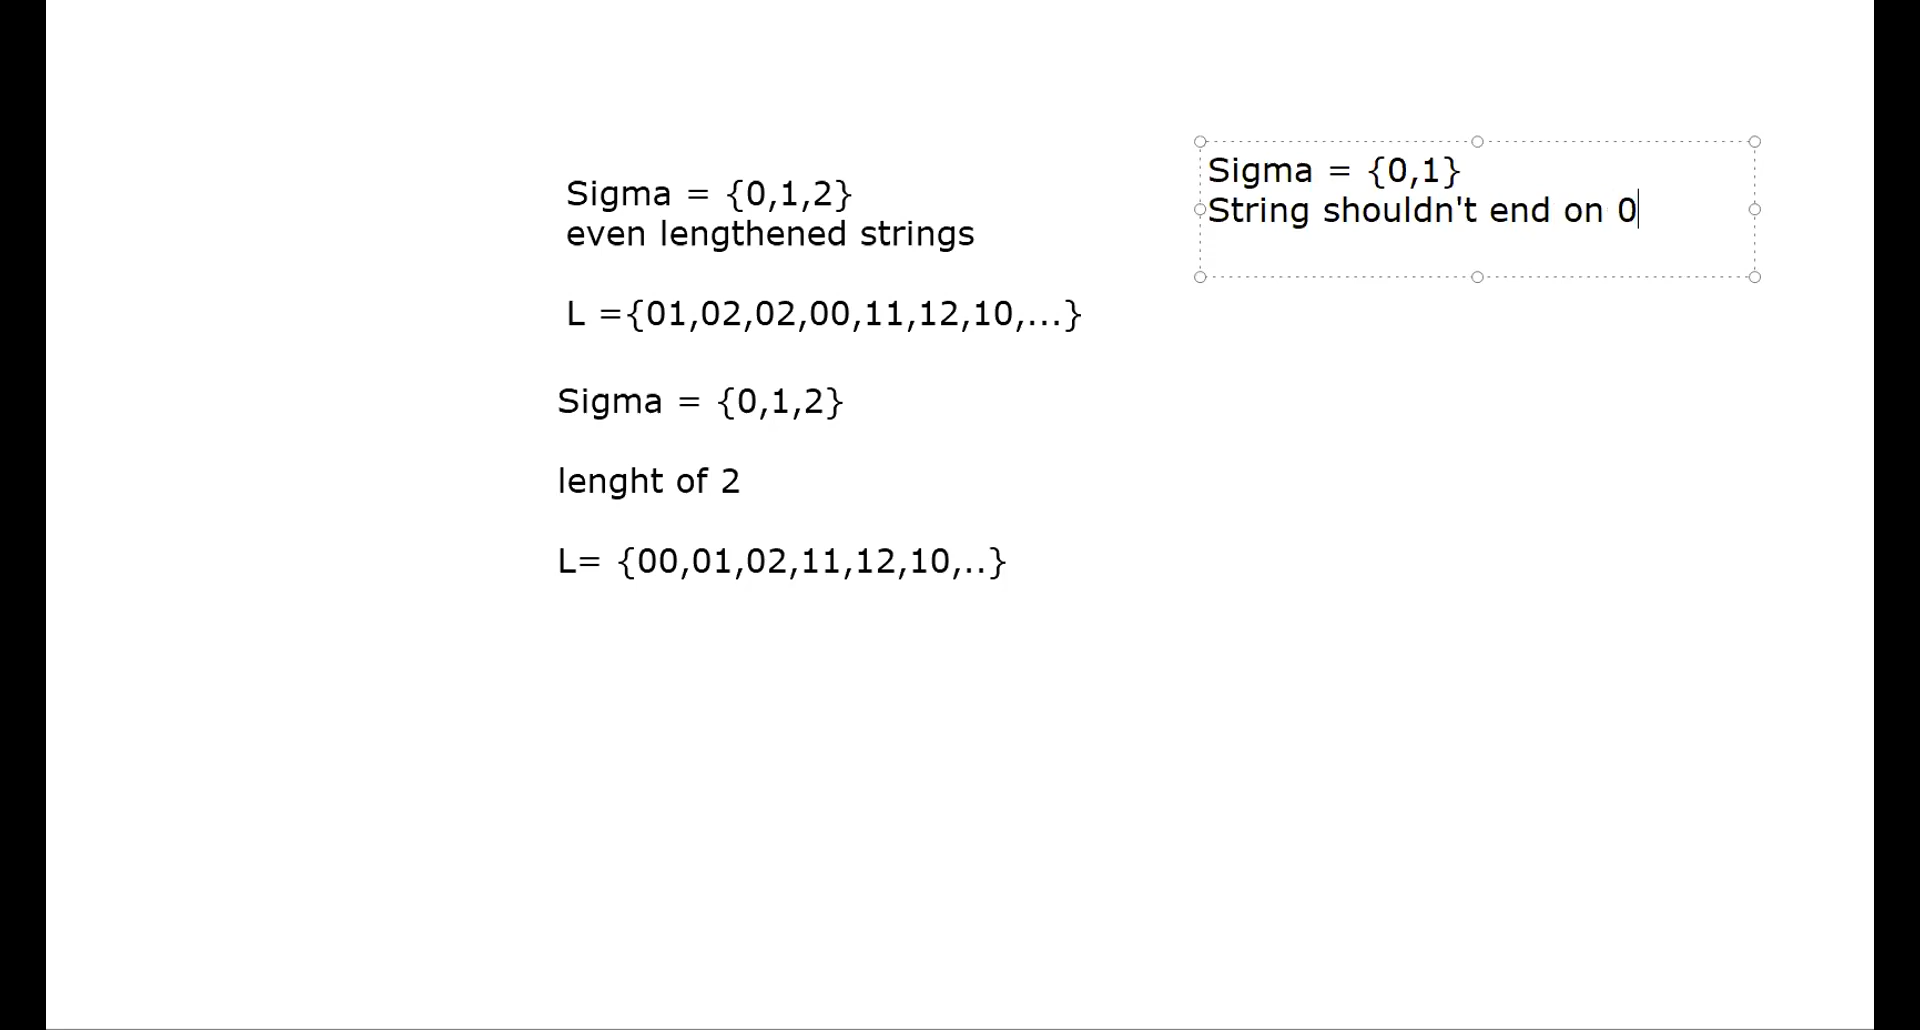 Sigma = {0,1,2}
even lengthened strings
L ={01,02,02,00,11,12,10,...}
Sigma = {0,1,2}
lenght of 2
L= {00,01,02,11,12,10,..}
Sigma = {0,1}
String shouldn't end on 0